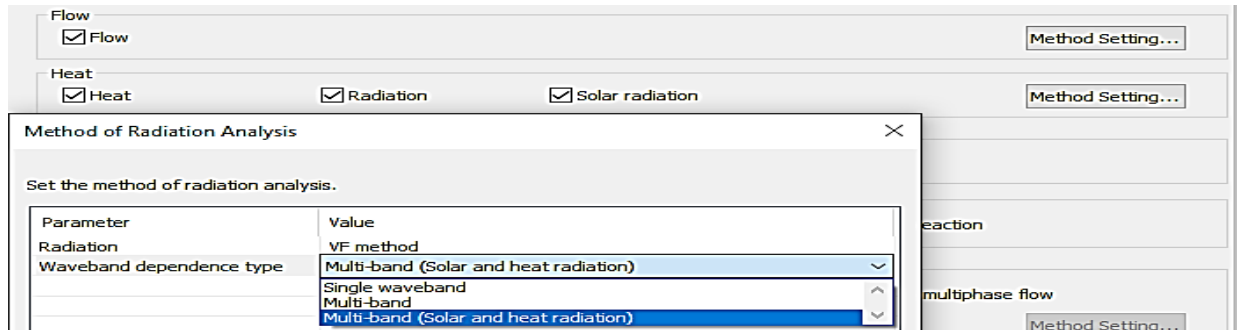 Flow
Flow
Method Setting...
Heat
Heat Radiation Solar radiation
Method Setting...
Method of Radiation Analysis
Set the method of radiation analysis.
Parameter Value
eaction
Radiation VF method
Waveband dependence type Multi-band (Solar and heat radiation)
Single waveband
Multi-band
multiphase flow
Multi-band (Solar and heat radiation)
Method Setting...